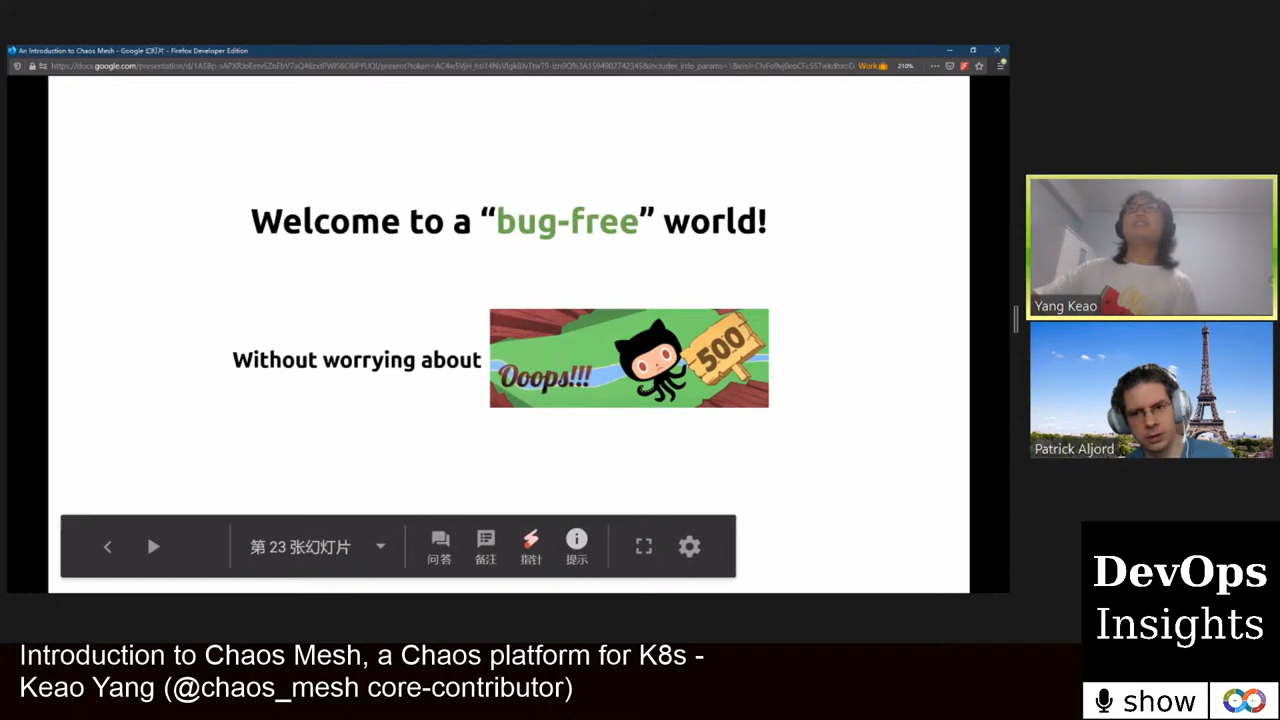 An Introduction to Chaos Mesh - Google 幻灯片 - Firefox Developer Edition
Work
210%
Welcome to a “bug-free” world!
Without worrying about
Ooops!!!
500
第 23 张幻灯片
问答
备注
指针
提示
Yang Keao
Patrick Aljord
DevOps
Insights
show
Introduction to Chaos Mesh, a Chaos platform for K8s -
Keao Yang (@chaos_mesh core-contributor)